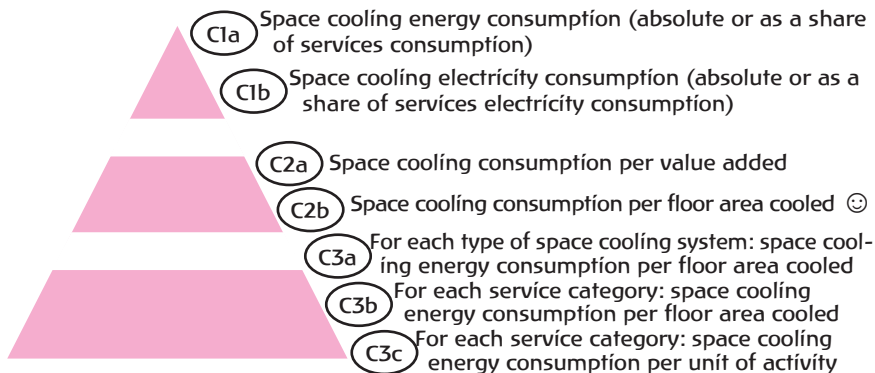 C1a Space cooling energy consumption (absolute or as a share
of services consumption)
C1b Space cooling electricity consumption (absolute or as a
share of services electricity consumption)
C2a Space cooling consumption per value added
C2b Space cooling consumption per floor area cooled ☺
C3a For each type of space cooling system: space cool-
ing energy consumption per floor area cooled
C3b For each service category: space cooling
energy consumption per floor area cooled
C3c For each service category: space cooling
energy consumption per unit of activity